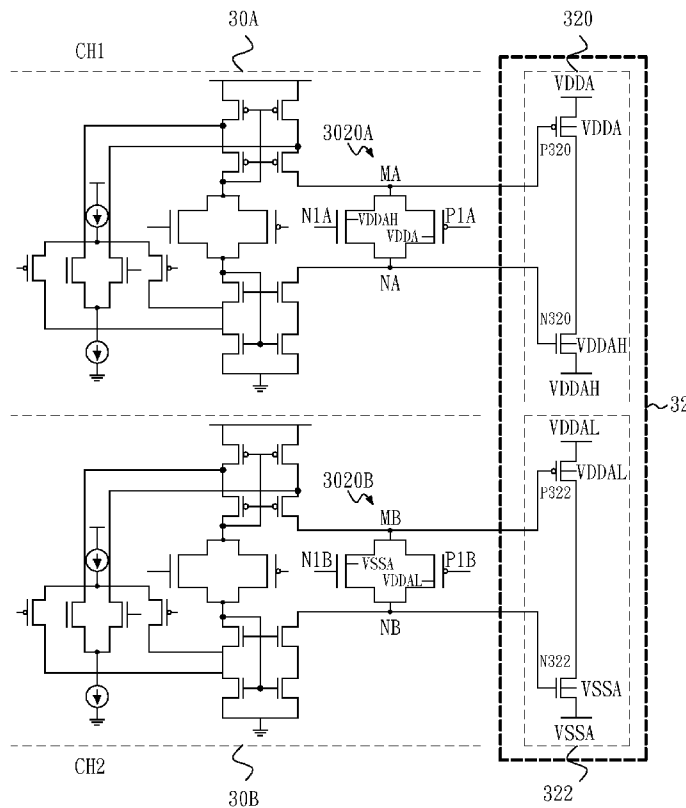 30A
320
CH1
VDDA
3020A
MA
VDDA
P320
N1A
VDDAH
VDDA
P1A
NA
N320
VDDAH
VDDAH
32
VDDAL
3020B
MB
VDDAL
P322
N1B
VSSA
VDDAL
P1B
NB
N322
VSSA
VSSA
CH2
30B
322